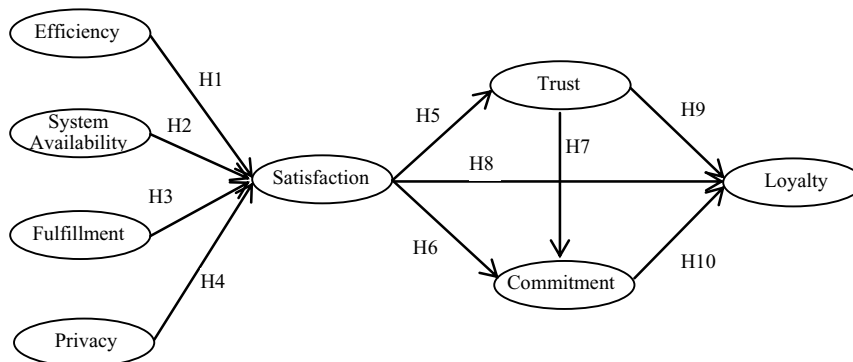 Efficiency
H1
System
Availability
H2
H3
Fulfillment
H4
Privacy
Satisfaction
H5
Trust
H9
H8
H7
Loyalty
H6
Commitment
H10